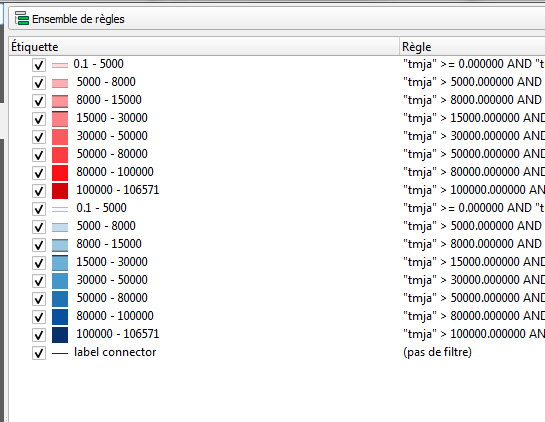 Ensemble de règles
Étiquette Règle
0.1 - 5000 "tmja" >= 0.000000 AND "t
5000 - 8000 "tmja" > 5000.000000 AND
8000 - 15000 "tmja" > 8000.000000 AND
15000 - 30000 "tmja" > 15000.000000 AN
30000 - 50000 "tmja" > 30000.000000 AN
50000 - 80000 "tmja" > 50000.000000 AN
80000 - 100000 "tmja" > 80000.000000 AN
100000 - 106571 "tmja" > 100000.000000 AN
0.1 - 5000 "tmja" >= 0.000000 AND "t
5000 - 8000 "tmja" > 5000.000000 AND
8000 - 15000 "tmja" > 8000.000000 AND
15000 - 30000 "tmja" > 15000.000000 AN
30000 - 50000 "tmja" > 30000.000000 AN
50000 - 80000 "tmja" > 50000.000000 AN
80000 - 100000 "tmja" > 80000.000000 AN
100000 - 106571 "tmja" > 100000.000000 AN
label connector (pas de filtre)